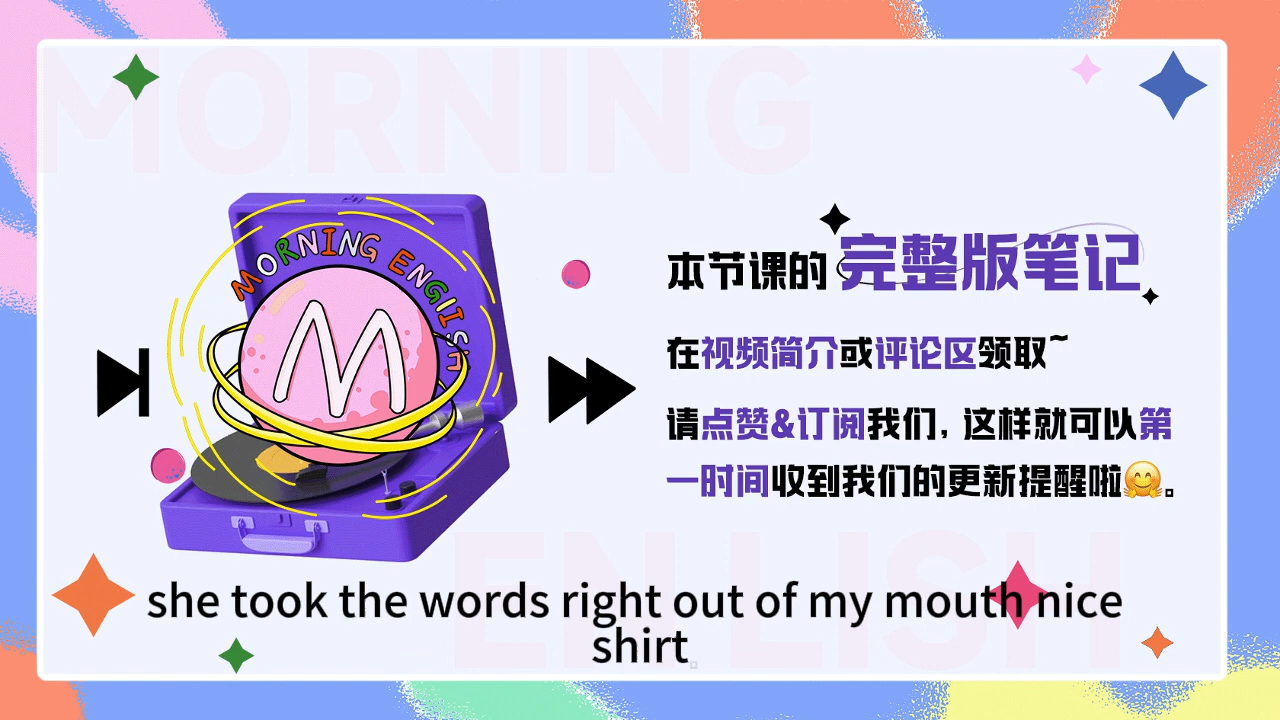 MORNING
MORNING ENGlISH
M
本节课的 完整版笔记
在视频简介或评论区领取~
请点赞&订阅我们，这样就可以第
一时间收到我们的更新提醒啦🤗。
ENLISH
she took the words right out of my mouth nice
shirt